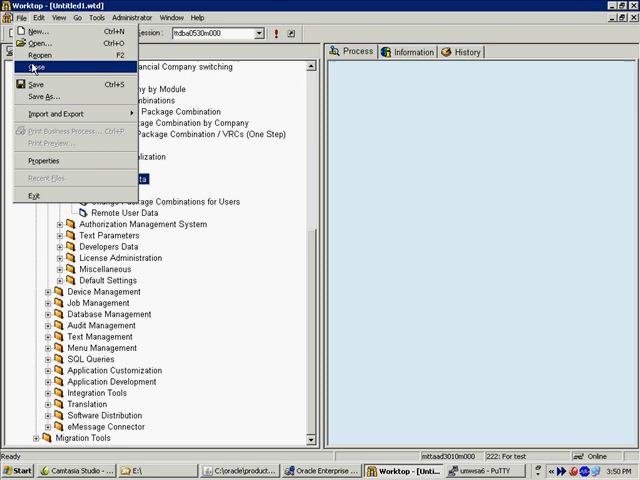 Worktop - [Untitled1.wtd]
File Edit View Go Tools Administrator Window Help
ession: ttdba0530m000
New... Ctrl+N
Open... Ctrl+O
Reopen F2
Close
Save Ctrl+S
Save As...
Import and Export
Print Business Process... Ctrl+P
Print Preview...
Properties
Recent Files
Exit
nancial Company switching
ny by Module
Package Combination
ombination by Company
Package Combination / VRCs (One Step)
alization
ta
Change Package Combinations for Users
Remote User Data
Authorization Management System
Text Parameters
Developers Data
License Administration
Miscellaneous
Default Settings
Device Management
Job Management
Database Management
Audit Management
Text Management
Menu Management
SQL Queries
Application Customization
Application Development
Integration Tools
Translation
Software Distribution
eMessage Connector
Migration Tools
Process Information History
Ready mttaad3010m000 222: For test Online
Start Camtasia Studio - ... E:\ C:\oracle\product... Oracle Enterprise ... Worktop - [Unti... unwsa6 - PuTTY 3:50 PM